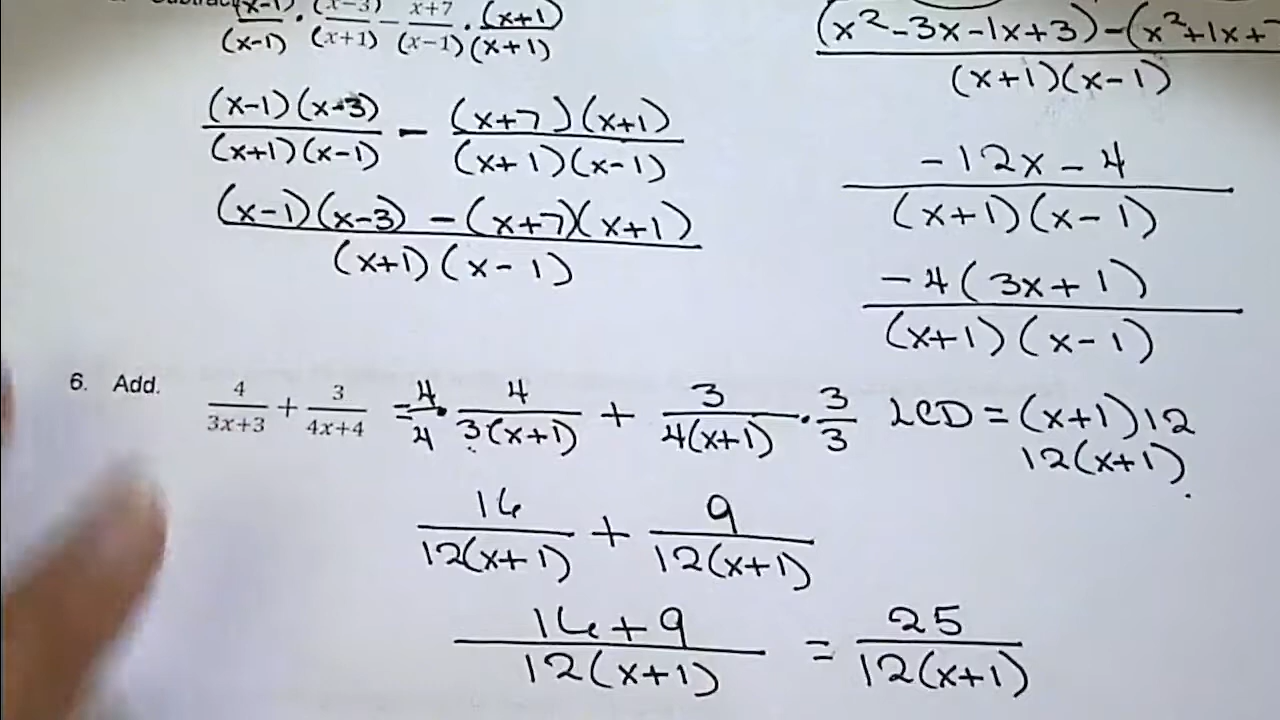 Subtract. (x-1)/(x-1) · (x-3)/(x+1) - x+7/(x-1) · (x+1)/(x+1)
(x-1)(x-3)/(x+1)(x-1) - (x+7)(x+1)/(x+1)(x-1)
(x-1)(x-3) - (x+7)(x+1)/(x+1)(x-1)
(x²-3x-1x+3)-(x²+1x+7/(x+1)(x-1)
-12x-4/(x+1)(x-1)
-4(3x+1)/(x+1)(x-1)
6. Add. 4/3x+3 + 3/4x+4 = 4/4 · 4/3(x+1) + 3/4(x+1) · 3/3 LCD = (x+1)12
12(x+1).
16/12(x+1) + 9/12(x+1)
16+9/12(x+1) = 25/12(x+1)